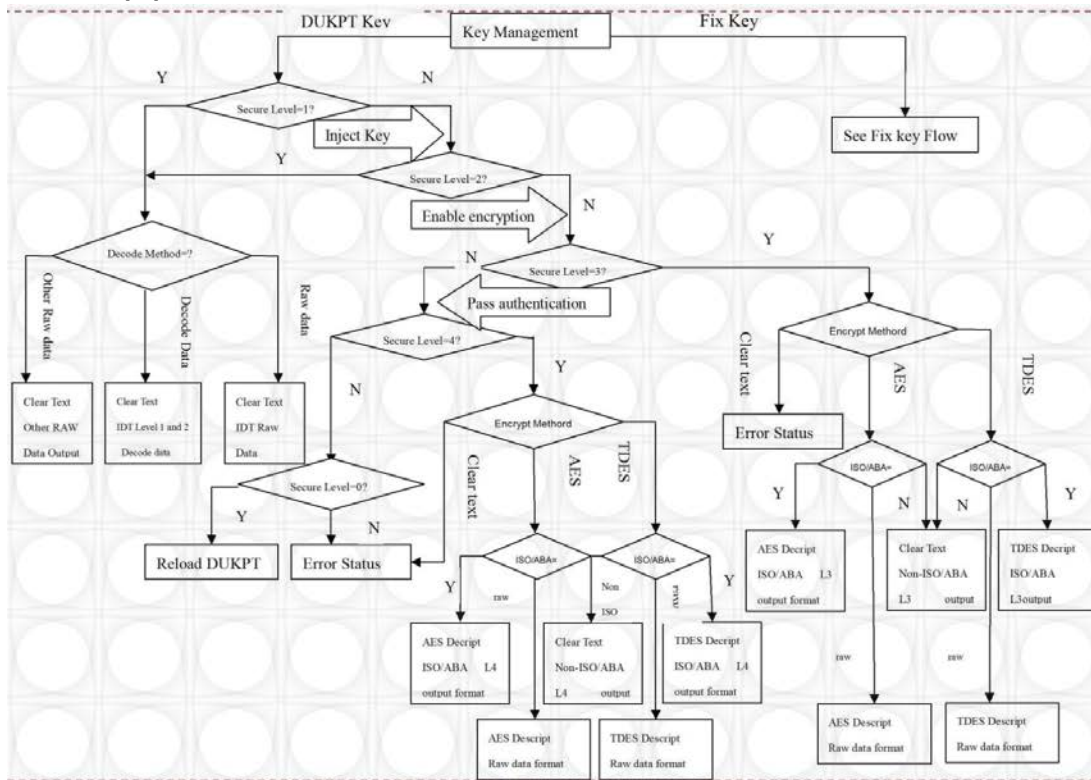 DUKPT Key
Key Management
Fix Key
Y
N
Secure Level=1?
Inject Key
See Fix key Flow
Y
Secure Level=2?
N
Enable encryption
Y
Decode Method=?
N
Secure Level=3?
Other Raw data
Decode Data
Raw data
Pass authentication
Secure Level=4?
Encrypt Methord
Clear text
AES
TDES
N
Y
Clear Text
Other RAW
Data Output
Clear Text
IDT Level 1 and 2
Decode data
Clear Text
IDT Raw
Data
Encrypt Methord
Error Status
Clear text
AES
TDES
ISO/ABA=
ISO/ABA=
Secure Level=0?
Y
N
N
Y
Y
N
Reload DUKPT
Error Status
ISO/ABA=
ISO/ABA=
AES Decript
ISO/ABA L3
output format
Clear Text
Non-ISO/ABA
L3 output
TDES Decript
ISO/ABA
L3output
Y
raw
Non
ISO
raw
Y
AES Decript
ISO/ABA L4
output format
Clear Text
Non-ISO/ABA
L4 output
TDES Decript
ISO/ABA L4
output format
raw
raw
AES Descript
Raw data format
TDES Descript
Raw data format
AES Descript
Raw data format
TDES Descript
Raw data format